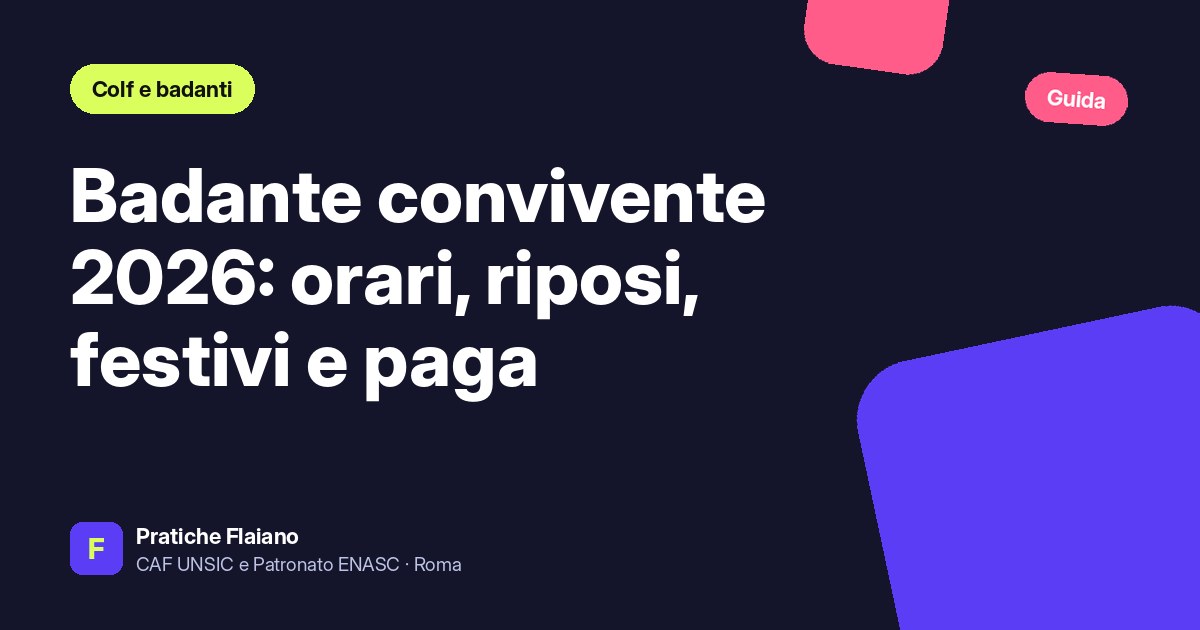 Colf e badanti
Guida
Badante convivente
2026: orari, riposi,
festivi e paga
F
Pratiche Flaiano
CAF UNSIC e Patronato ENASC · Roma